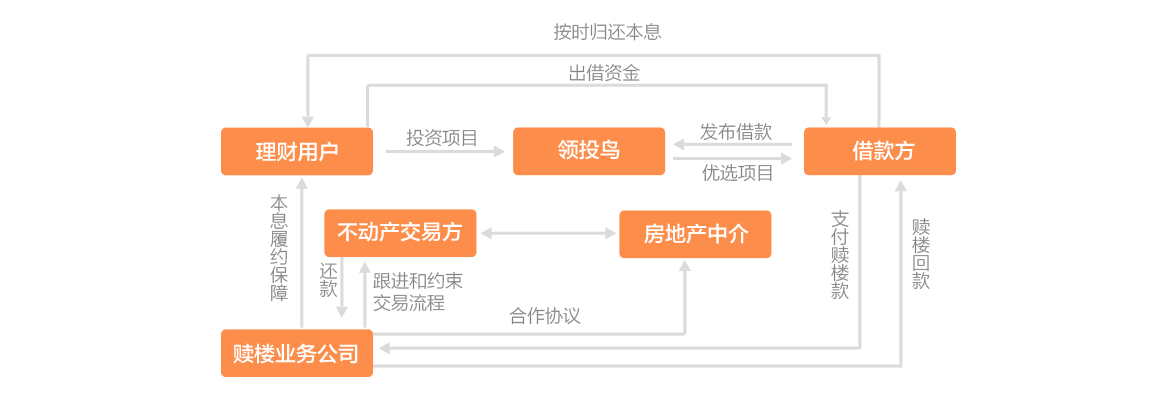 按时归还本息
出借资金
理财用户
投资项目
领投鸟
发布借款
优选项目
借款方
本息履约保障
不动产交易方
房地产中介
还款
跟进和约束
交易流程
合作协议
支付赎楼款
赎楼回款
赎楼业务公司